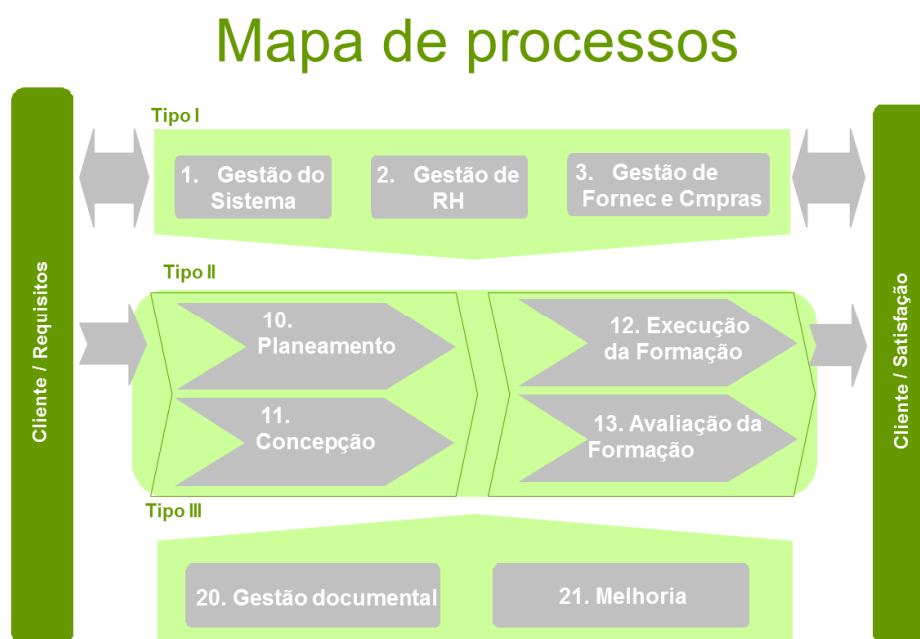 Mapa de processos
Tipo I
1. Gestão do
Sistema
2. Gestão de
RH
3. Gestão de
Fornec e Cmpras
Cliente / Requisitos
Tipo II
10.
Planeamento
12. Execução
da Formação
11.
Concepção
13. Avaliação da
Formação
Cliente / Satisfação
Tipo III
20. Gestão documental
21. Melhoria